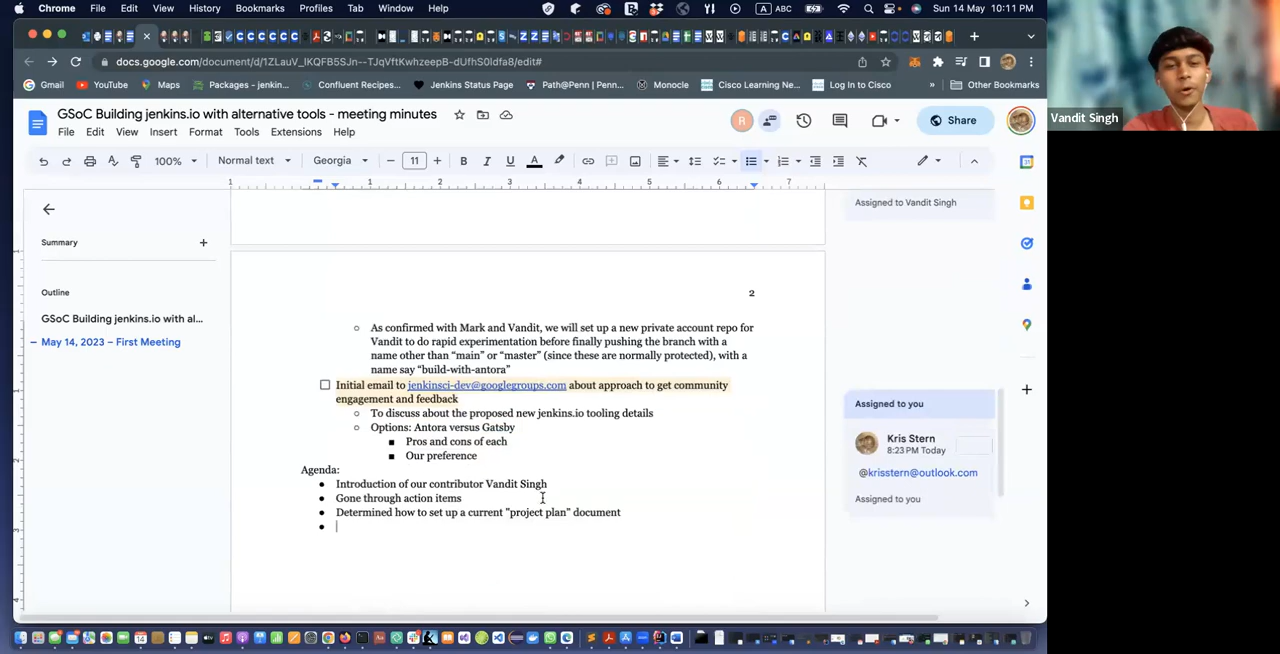 Chrome File Edit View History Bookmarks Profiles Tab Window Help
A ABC
Sun 14 May 10:11 PM
docs.google.com/document/d/1ZLauV_IKQFB5SJn--TJqVftKwhzeepB-dUfhS0Idfa8/edit#
Gmail YouTube Maps Packages - jenkin... Confluent Recipes... Jenkins Status Page Path@Penn | Penn... Monocle Cisco Learning Ne... Log In to Cisco » Other Bookmarks
GSoC Building jenkins.io with alternative tools - meeting minutes
File Edit View Insert Format Tools Extensions Help
R
Share
100% Normal text Georgia 11 B I U A
1 1 2 3 4 5 6 7
Summary
Outline
GSoC Building jenkins.io with al...
May 14, 2023 – First Meeting
2
As confirmed with Mark and Vandit, we will set up a new private account repo for
Vandit to do rapid experimentation before finally pushing the branch with a
name other than “main” or “master” (since these are normally protected), with a
name say “build-with-antora”
Initial email to jenkinsci-dev@googlegroups.com about approach to get community
engagement and feedback
To discuss about the proposed new jenkins.io tooling details
Options: Antora versus Gatsby
Pros and cons of each
Our preference
Agenda:
Introduction of our contributor Vandit Singh
Gone through action items
Determined how to set up a current "project plan" document
Assigned to Vandit Singh
Assigned to you
Kris Stern
8:23 PM Today
@krisstern@outlook.com
Assigned to you
Vandit Singh